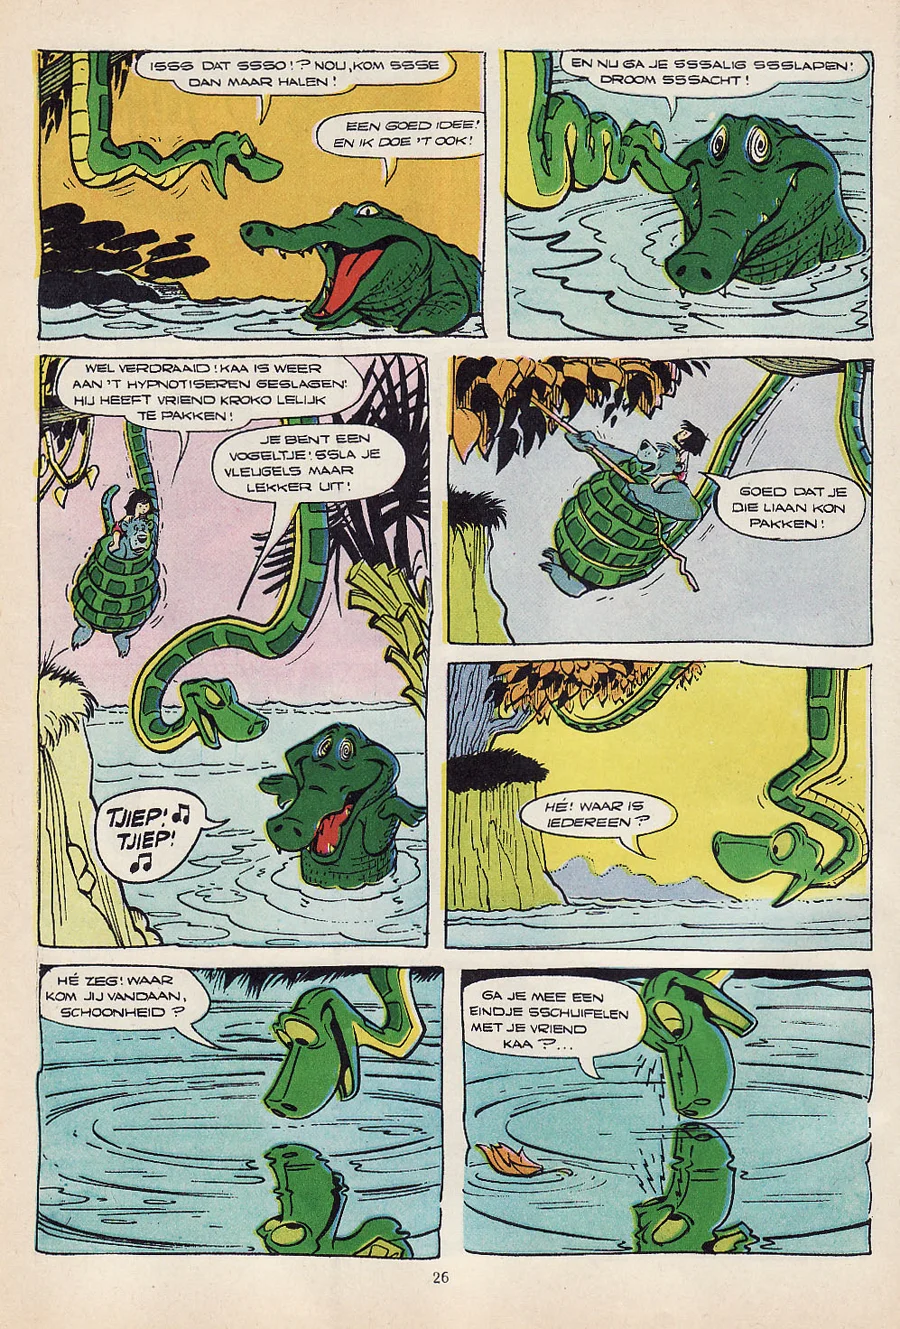 ISSS DAT SSSO!? NOU, KOM SSSE
DAN MAAR HALEN!
EEN GOED IDEE!
EN IK DOE 'T OOK!
EN NU GA JE SSSALIG SSSLAPEN!
DROOM SSSACHT!
WEL VERDRAAID! KAA IS WEER
AAN 'T HYPNOTISEREN GESLAGEN!
HIJ HEEFT VRIEND KROKO LELIJK
TE PAKKEN!
JE BENT EEN
VOGELTJE! SSLA JE
VLEUGELS MAAR
LEKKER UIT!
TJIEP!
TJIEP!
GOED DAT JE
DIE LIAAN KON
PAKKEN!
HÉ! WAAR IS
IEDEREEN?
HÉ ZEG! WAAR
KOM JIJ VANDAAN,
SCHOONHEID?
GA JE MEE EEN
EINDJE SSCHUIFELEN
MET JE VRIEND
KAA?...
26